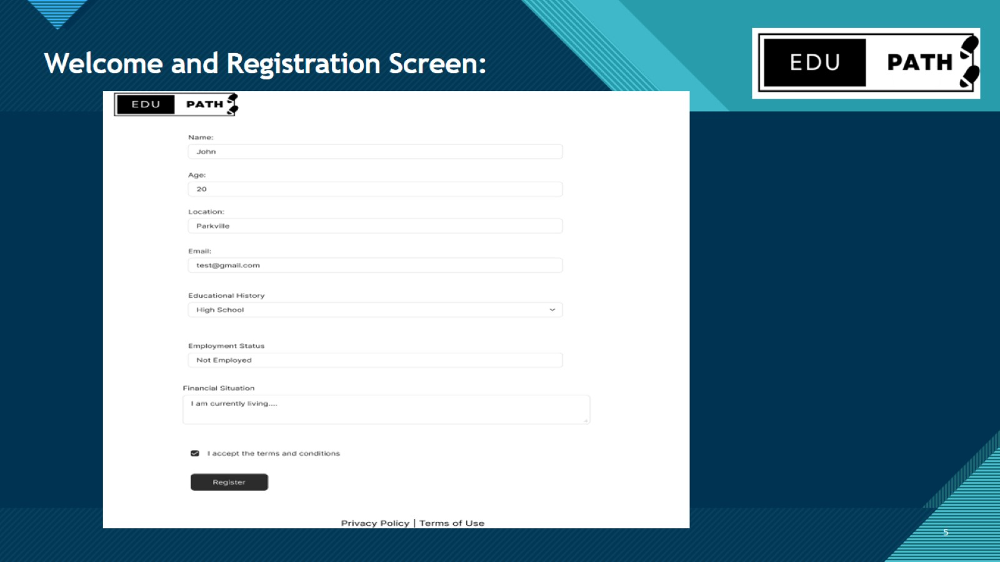 Welcome and Registration Screen:
EDU PATH
EDU PATH
Name:
John
Age:
20
Location:
Parkville
Email:
test@gmail.com
Educational History
High School
Employment Status
Not Employed
Financial Situation
I am currently living....
I accept the terms and conditions
Register
Privacy Policy | Terms of Use
5